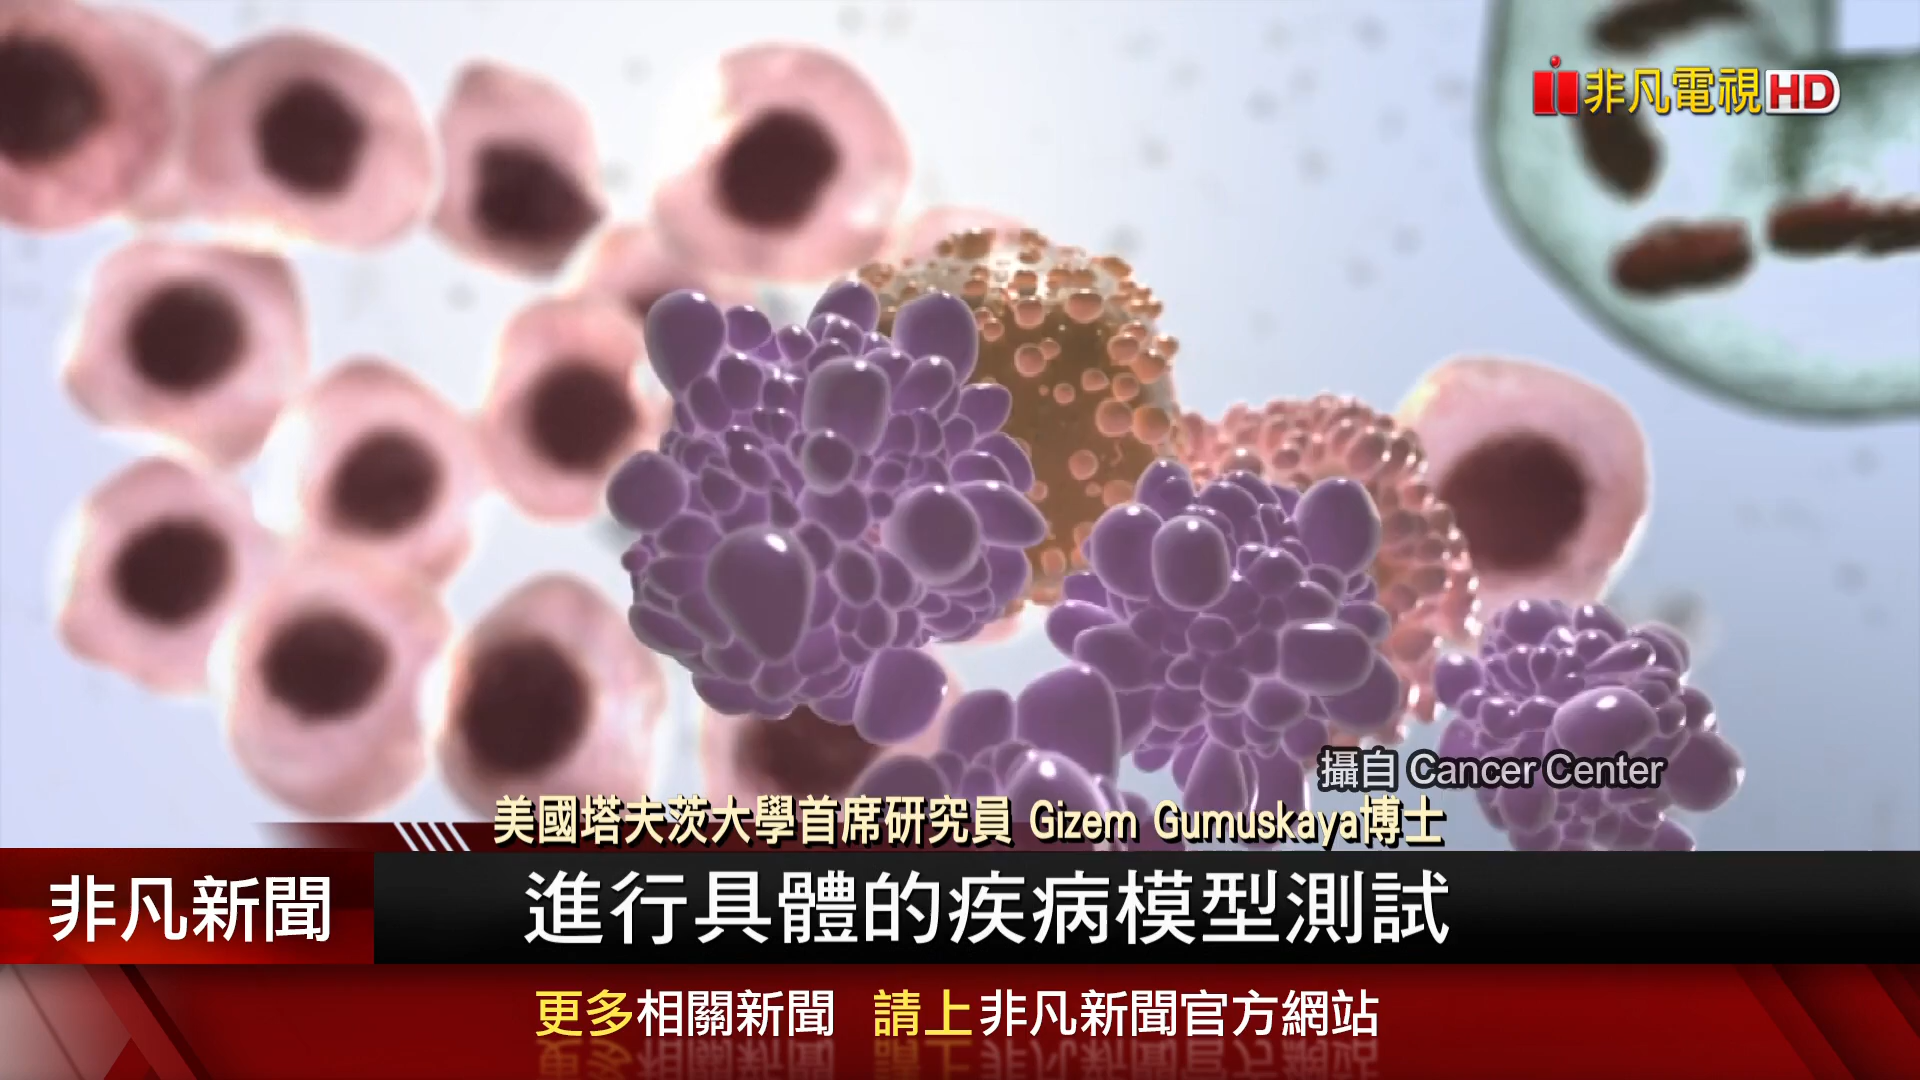 非凡電視HD
攝自 Cancer Center
美國塔夫茨大學首席研究員 Gizem Gumuskaya博士
非凡新聞
進行具體的疾病模型測試
更多相關新聞 請上非凡新聞官方網站